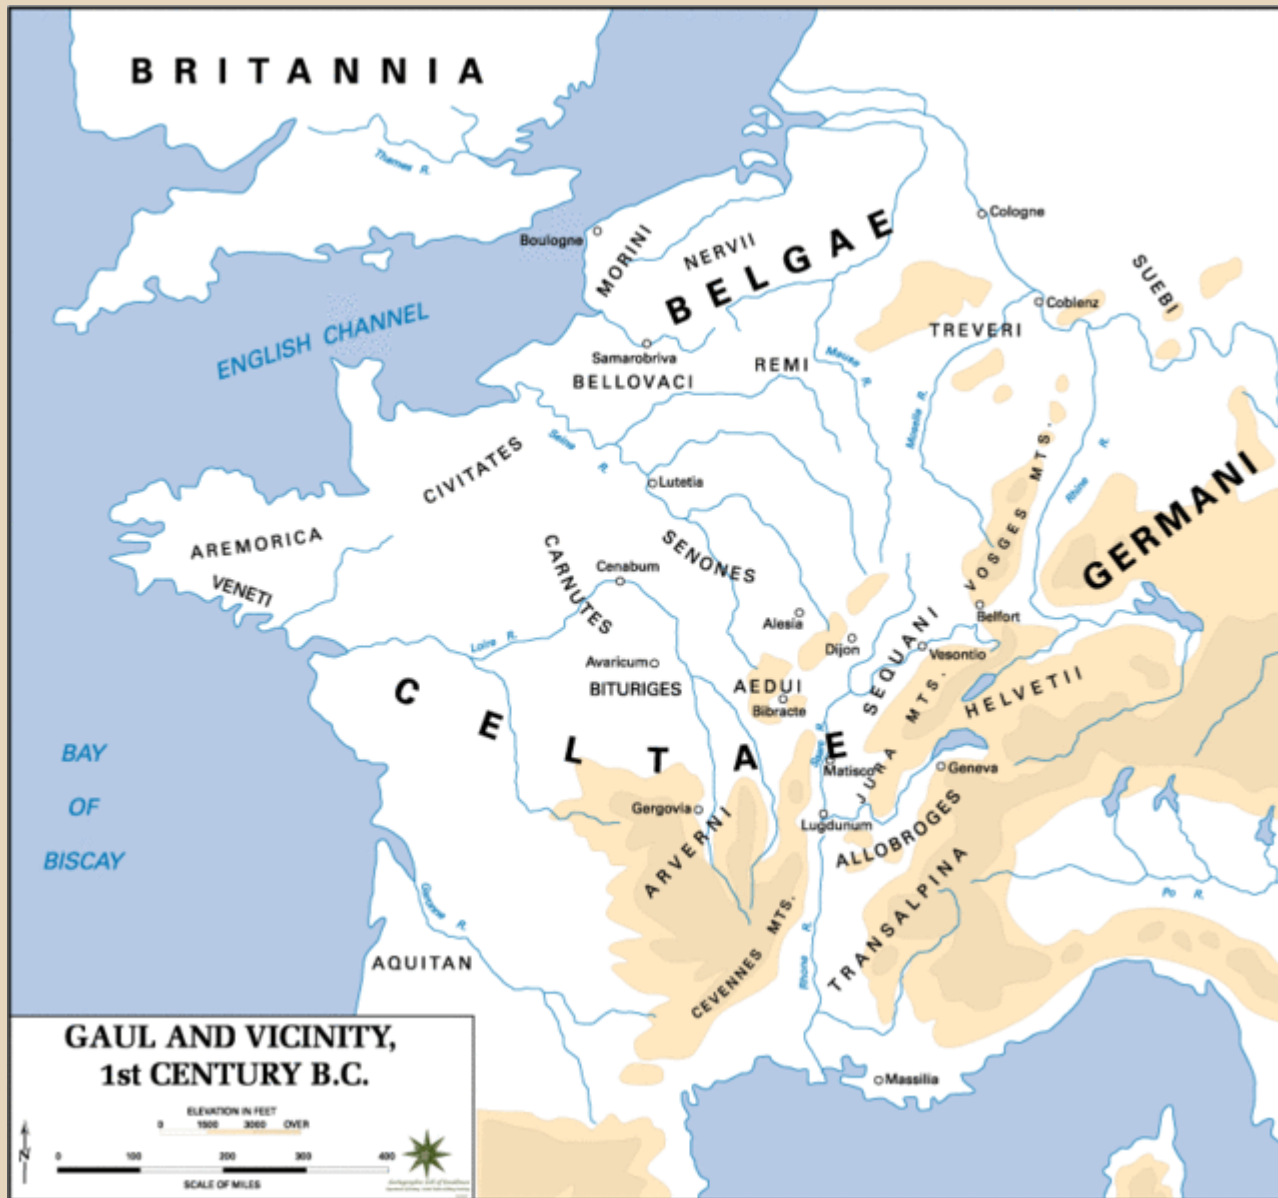 BRITANNIA
Thames R.
Cologne
Boulogne
MORINI
NERVII
BELGAE
SUEBI
Coblenz
ENGLISH CHANNEL
TREVERI
Samarobriva
BELLOVACI
REMI
Meuse R.
Moselle R.
Seine R.
CIVITATES
Lutetia
VOSGES MTS.
Rhine R.
GERMANI
AREMORICA
VENETI
CARNUTES
Cenabum
SENONES
Alesia
Dijon
SEQUANI
Belfort
Vesontio
Loire R.
Avaricum
BITURIGES
AEDUI
Bibracte
JURA MTS.
HELVETII
CELTAE
BAY
OF
BISCAY
Matisco
Geneva
Gergovia
ARVERNI
Lugdunum
ALLOBROGES
TRANSALPINA
Po R.
Garonne R.
CEVENNES MTS.
Rhone R.
AQUITAN
Massilia
GAUL AND VICINITY,
1st CENTURY B.C.
ELEVATION IN FEET
0 1500 3000 OVER
N
0 100 200 300 400
SCALE OF MILES